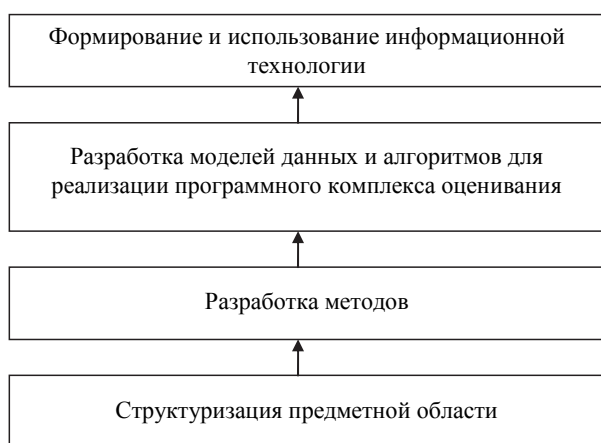 Формирование и использование информационной
технологии
Разработка моделей данных и алгоритмов для
реализации программного комплекса оценивания
Разработка методов
Структуризация предметной области